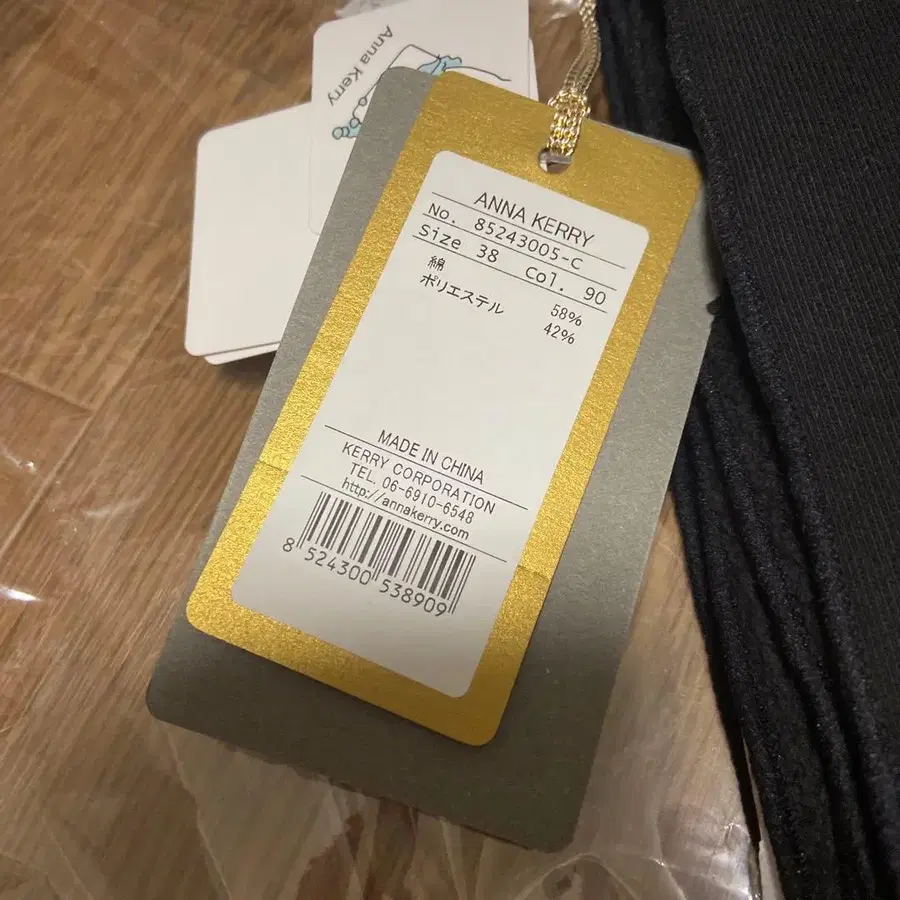 Anna Kerry
ANNA KERRY
No. 85243005-C
Size 38 Col. 90
綿 58%
ポリエステル 42%
MADE IN CHINA
KERRY CORPORATION
TEL. 06-6910-6548
http://annakerry.com
8 524300 538909